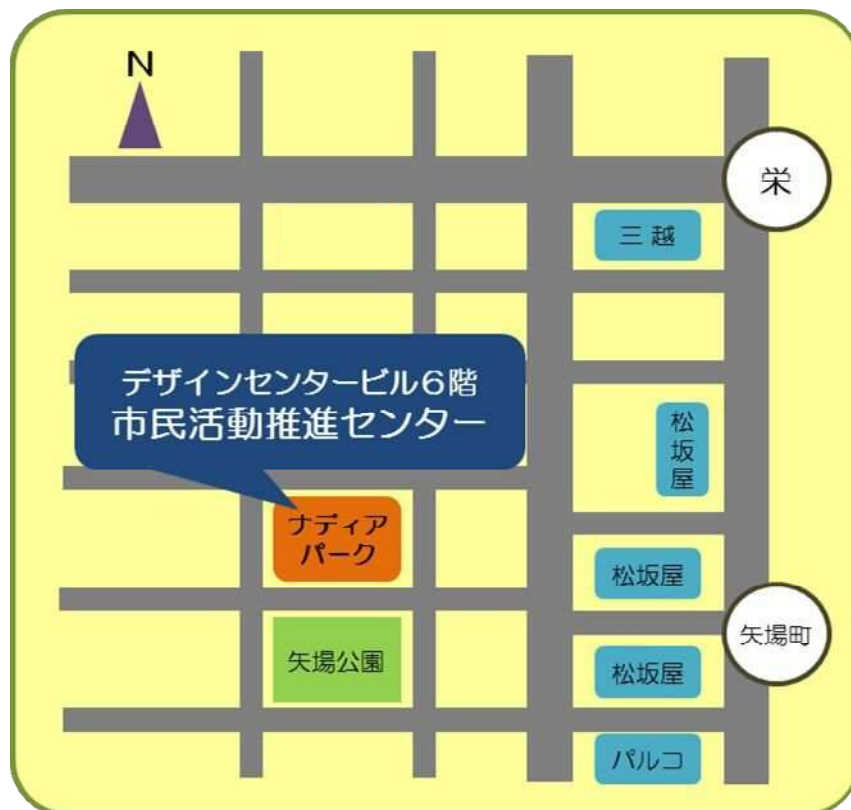 N
栄
三越
デザインセンタービル6階
市民活動推進センター
松
坂
屋
ナディア
パーク
松坂屋
矢場町
矢場公園
松坂屋
パルコ